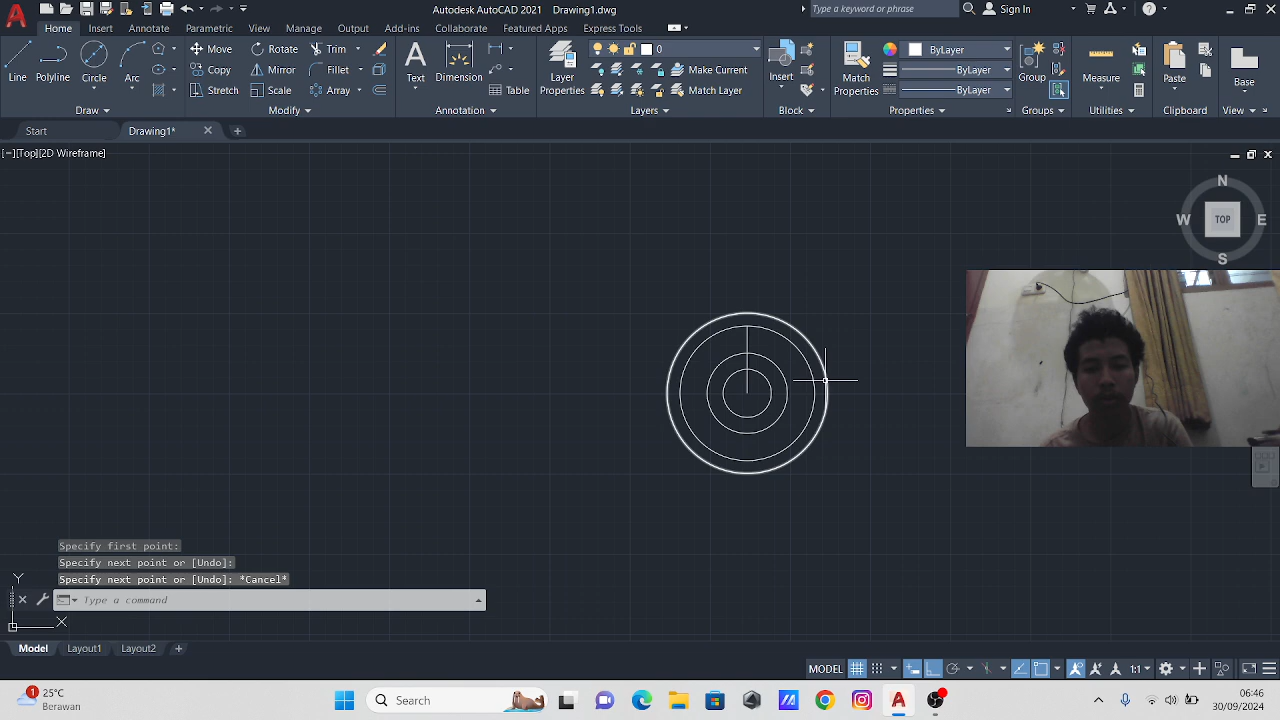 Autodesk AutoCAD 2021 Drawing1.dwg
Type a keyword or phrase
Sign In
Home Insert Annotate Parametric View Manage Output Add-ins Collaborate Express Tools Featured Apps Express Tools
Line
Polyline
Circle
Arc
Move Rotate Trim
Copy Mirror Fillet
Stretch Scale Array
Text
Dimension
Table
Layer
Properties
0
Make Current
Match Layer
Insert
Match
Properties
ByLayer
ByLayer
ByLayer
Group
Measure
Paste
Base
Draw Modify Annotation Layers Block Properties Groups Utilities Clipboard View
Start Drawing1*
[−][Top][2D Wireframe]
N
W TOP E
S
Specify first point:
Specify next point or [Undo]:
Specify next point or [Undo]: *Cancel*
Type a command
Y
X
Model Layout1 Layout2
MODEL 1:1
1
25°C
Berawan
Search
06:46
30/09/2024